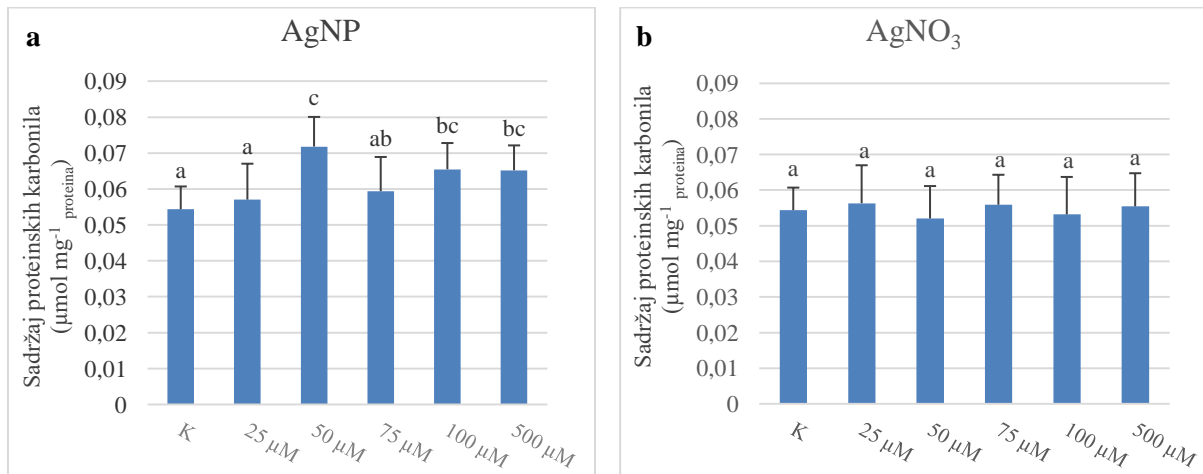 a
AgNP
Sadržaj proteinskih karbonila
(µmol mg-1 proteina)
0,09
0,08
0,07
0,06
0,05
0,04
0,03
0,02
0,01
0
a
a
c
ab
bc
bc
K
25 µM
50 µM
75 µM
100 µM
500 µM
b
AgNO3
Sadržaj proteinskih karbonila
(µmol mg-1 proteina)
0,09
0,08
0,07
0,06
0,05
0,04
0,03
0,02
0,01
0
a
a
a
a
a
a
K
25 µM
50 µM
75 µM
100 µM
500 µM